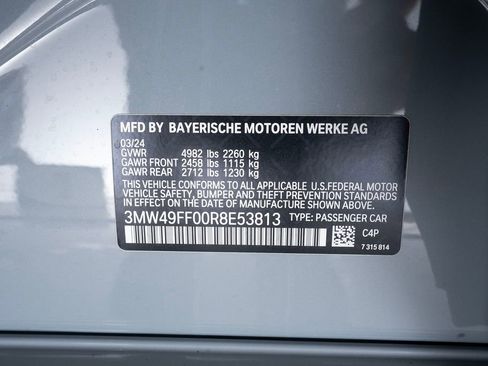 MFD BY BAYERISCHE MOTOREN WERKE AG
03/24
GVWR 4982 lbs 2260 kg
GAWR FRONT 2458 lbs 1115 kg
GAWR REAR 2712 lbs 1230 kg
THIS VEHICLE CONFORMS TO ALL APPLICABLE U.S.FEDERAL MOTOR
VEHICLE SAFETY, BUMPER, AND THEFT PREVENTION STANDARDS
IN EFFECT ON THE DATE OF MANUFACTURE SHOWN ABOVE.
3MW49FF00R8E53813 TYPE: PASSENGER CAR
C4P
7 315 814